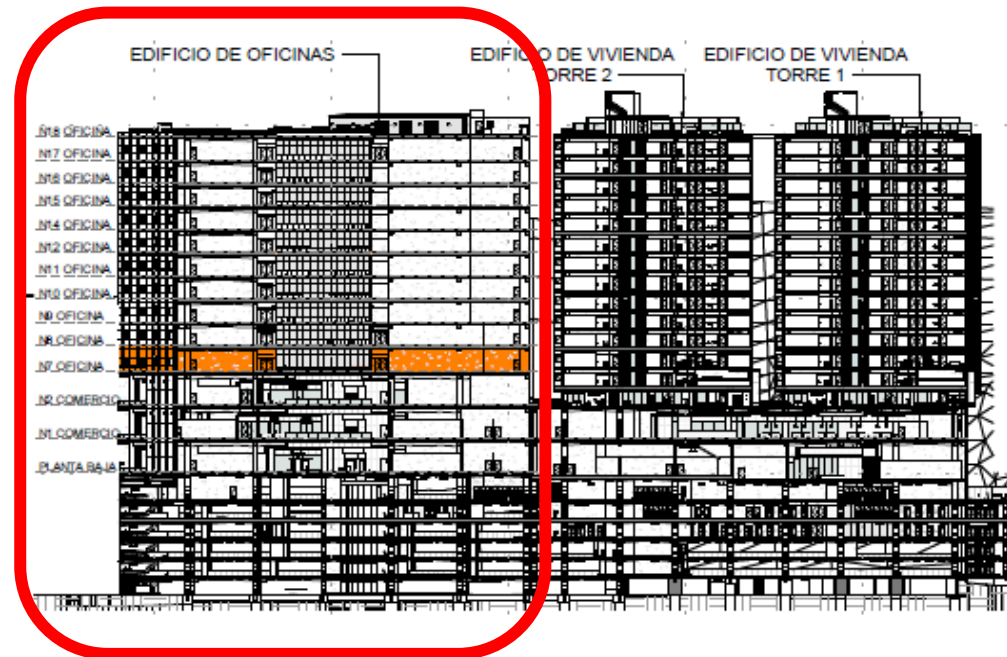 EDIFICIO DE OFICINAS
EDIFICIO DE VIVIENDA
TORRE 2
EDIFICIO DE VIVIENDA
TORRE 1
N18 OFICINA
N17 OFICINA
N16 OFICINA
N15 OFICINA
N14 OFICINA
N12 OFICINA
N11 OFICINA
N10 OFICINA
N9 OFICINA
N8 OFICINA
N7 OFICINA
N2 COMERCIO
N1 COMERCIO
PLANTA BAJA